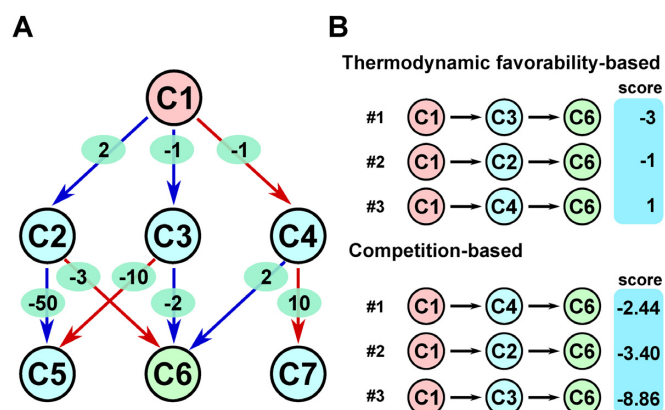 A
C1
2 -1 -1
C2 C3 C4
-50 -3 -10 -2 2 10
C5 C6 C7
B
Thermodynamic favorability-based
score
#1 C1 C3 C6 -3
#2 C1 C2 C6 -1
#3 C1 C4 C6 1
Competition-based
score
#1 C1 C4 C6 -2.44
#2 C1 C2 C6 -3.40
#3 C1 C3 C6 -8.86